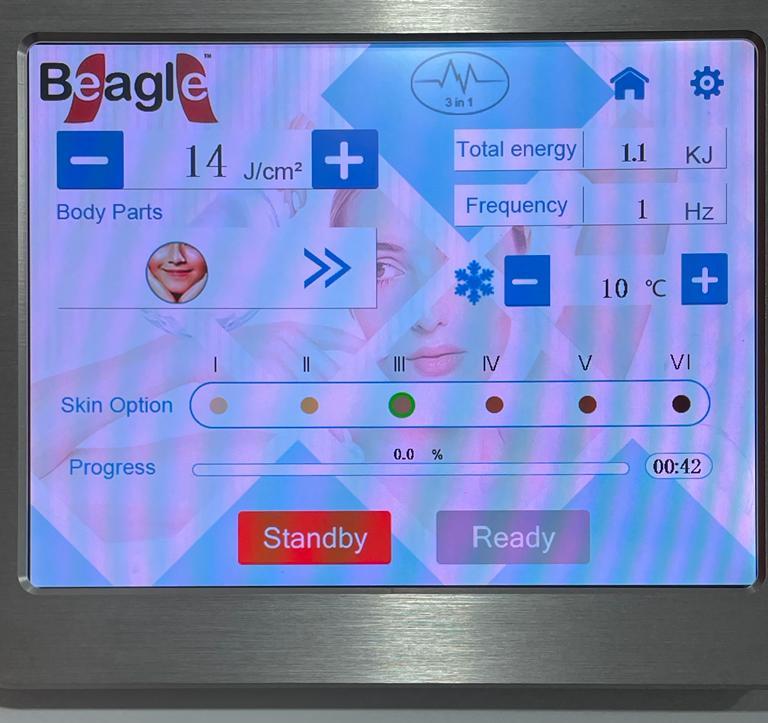 Beagle™
3 in 1
− 14 J/cm² +
Total energy 1.1 KJ
Body Parts
Frequency 1 Hz
− 10 ℃ +
I II III IV V VI
Skin Option
0.0 %
Progress 00:42
Standby Ready